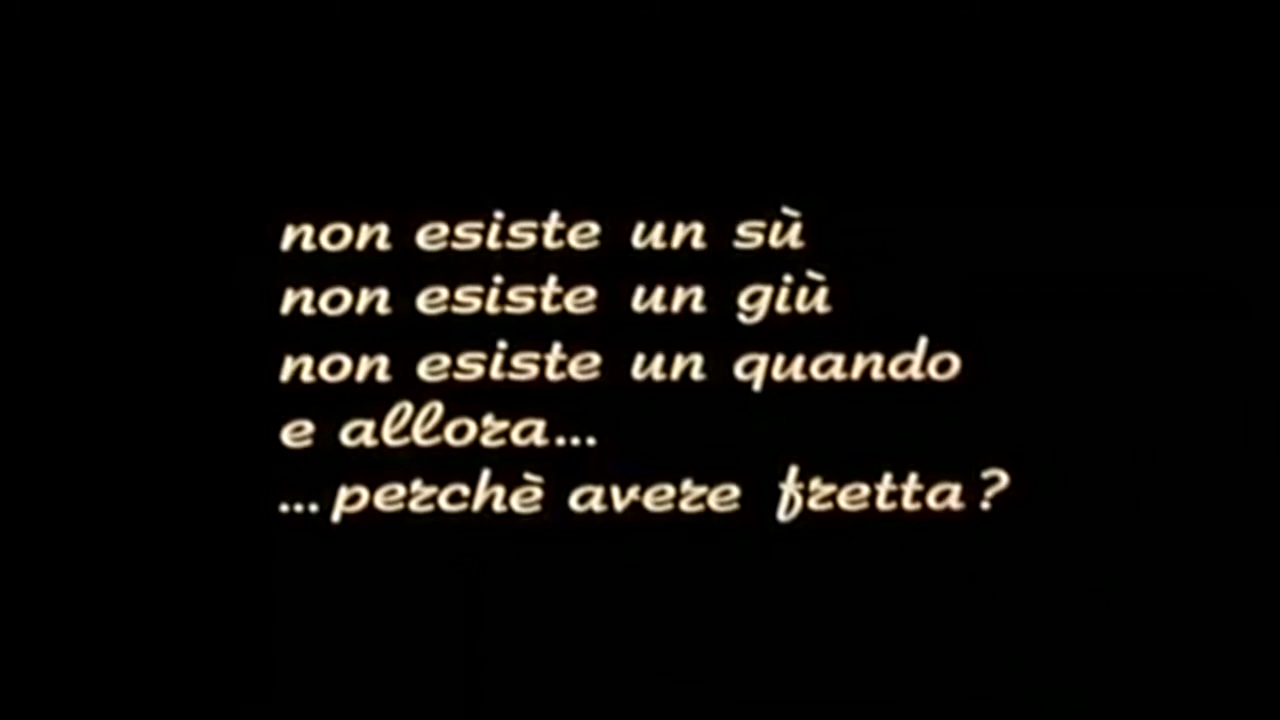 non esiste un sù
non esiste un giù
non esiste un quando
e allora...
...perchè avere fretta?